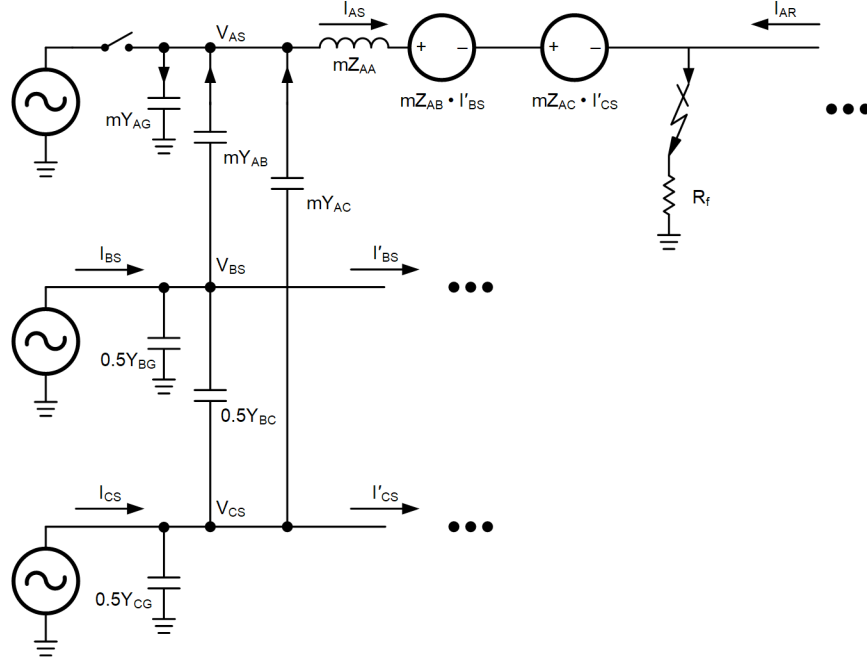 I_AS
I_AR
V_AS
+
−
+
−
mZ_AA
mY_AG
mZ_AB • I'_BS
mZ_AC • I'_CS
mY_AB
mY_AC
R_f
I_BS
V_BS
I'_BS
0.5Y_BG
0.5Y_BC
I_CS
V_CS
I'_CS
0.5Y_CG